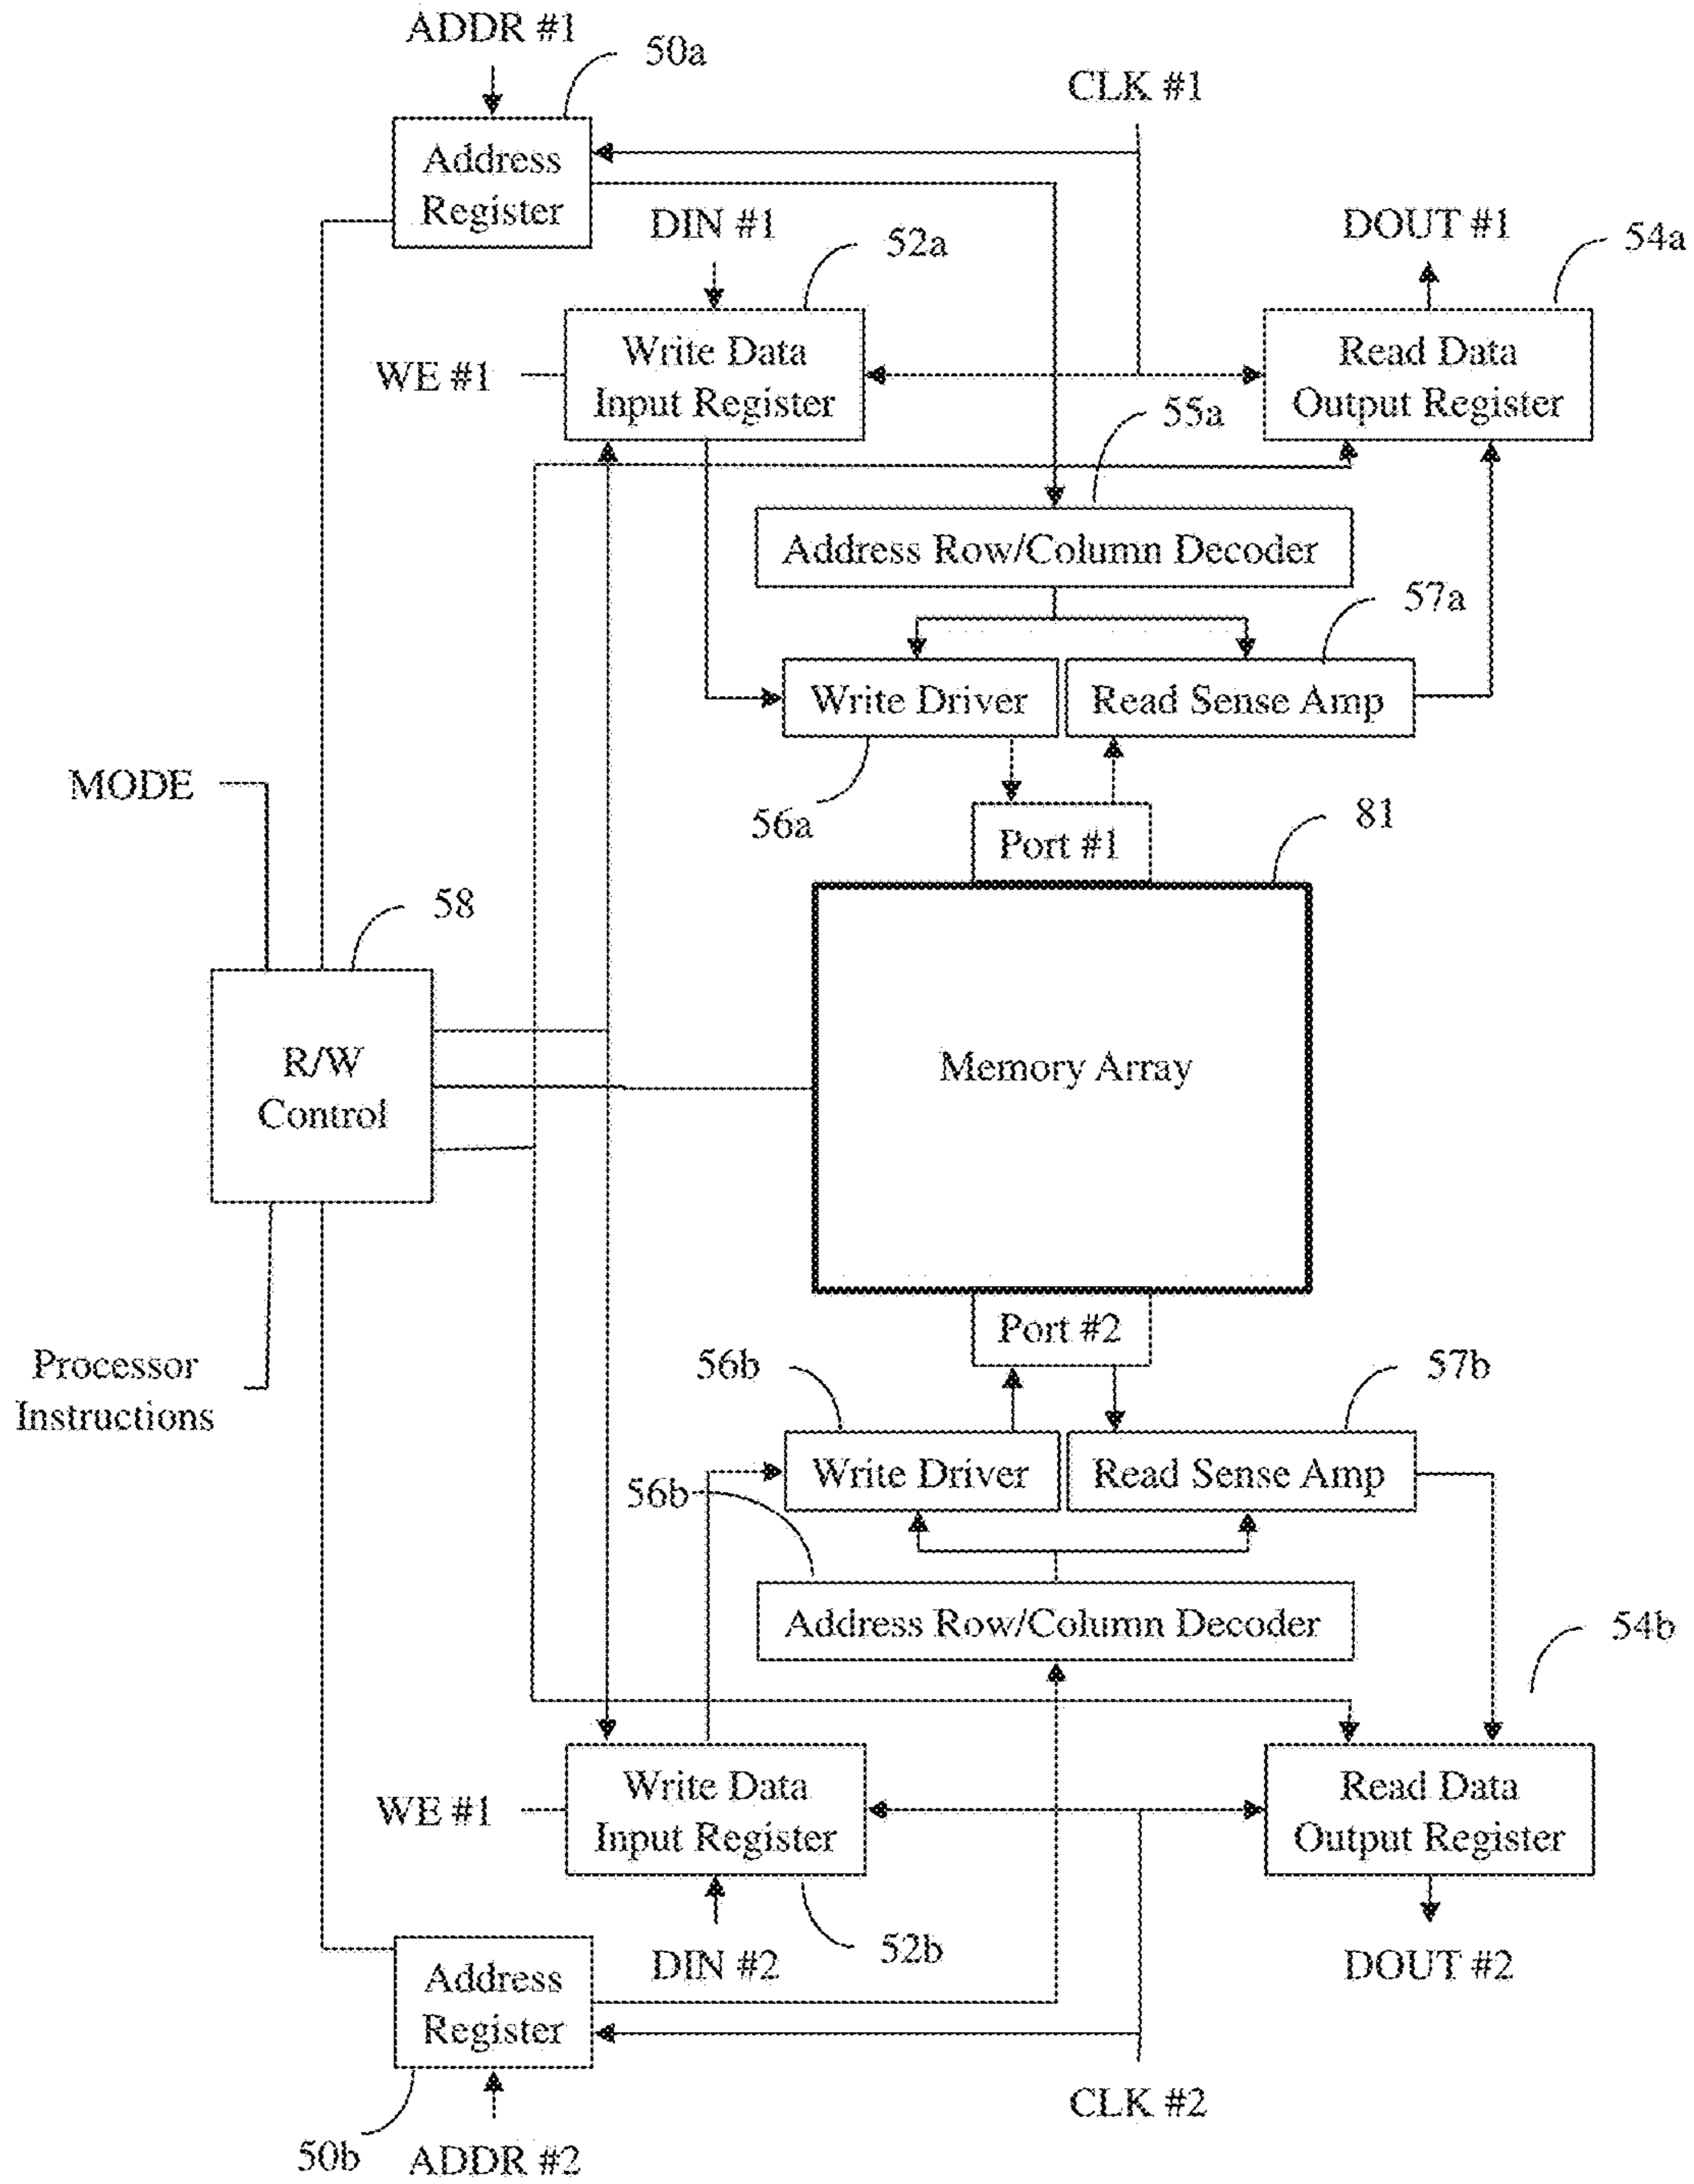 ADDR #1
50a
CLK #1
Address
Register
DIN #1
52a
DOUT #1
54a
WE #1
Write Data
Input Register
Read Data
Output Register
55a
Address Row/Column Decoder
57a
Write Driver
Read Sense Amp
MODE
56a
Port #1
81
58
R/W
Control
Memory Array
Processor
Instructions
Port #2
56b
57b
Write Driver
Read Sense Amp
56b
Address Row/Column Decoder
54b
WE #1
Write Data
Input Register
Read Data
Output Register
DIN #2
52b
DOUT #2
Address
Register
CLK #2
50b
ADDR #2